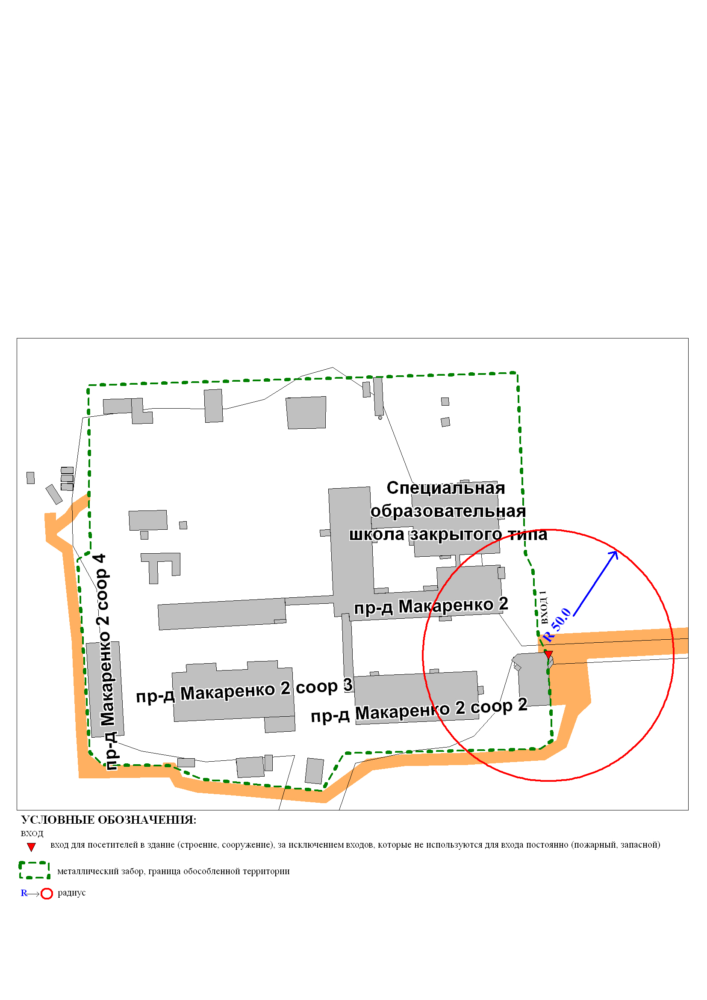 Специальная
образовательная
школа закрытого типа
пр-д Макаренко 2 соор 4
ВХОД 1
пр-д Макаренко 2
R 50.0
пр-д Макаренко 2 соор 3
пр-д Макаренко 2 соор 2
УСЛОВНЫЕ ОБОЗНАЧЕНИЯ:
ВХОД
вход для посетителей в здание (строение, сооружение), за исключением входов, которые не используются для входа постоянно (пожарный, запасной)
металлический забор, граница обособленной территории
R
радиус